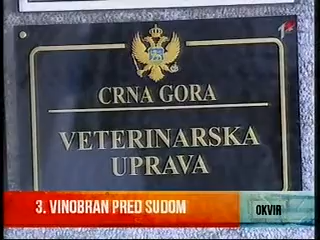 CRNA GORA
VETERINARSKA
UPRAVA
3. VINOBRAN PRED SUDOM
OKVIR